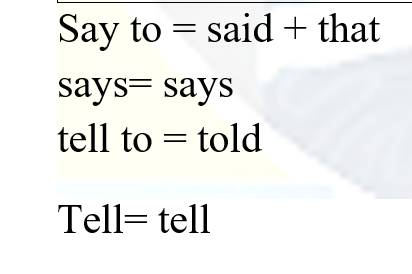 Say to = said + that
says= says
tell to = told
Tell= tell